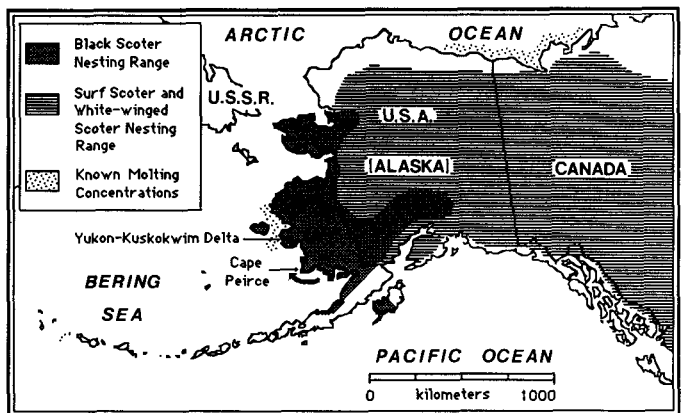 Black Scoter
Nesting Range
Surf Scoter and
White-winged
Scoter Nesting
Range
Known Molting
Concentrations
ARCTIC OCEAN
U.S.S.R.
U.S.A.
(ALASKA)
CANADA
Yukon-Kuskokwim Delta
Cape
Peirce
BERING
SEA
PACIFIC OCEAN
0 kilometers 1000